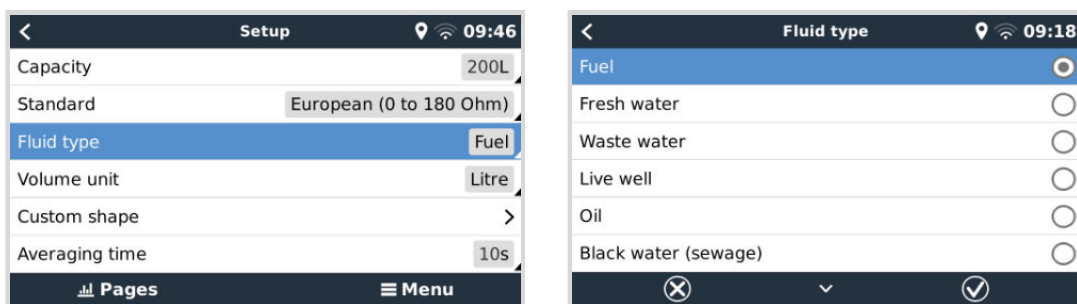 Setup 09:46
Capacity 200L
Standard European (0 to 180 Ohm)
Fluid type Fuel
Volume unit Litre
Custom shape
Averaging time 10s
Pages Menu
Fluid type 09:18
Fuel
Fresh water
Waste water
Live well
Oil
Black water (sewage)